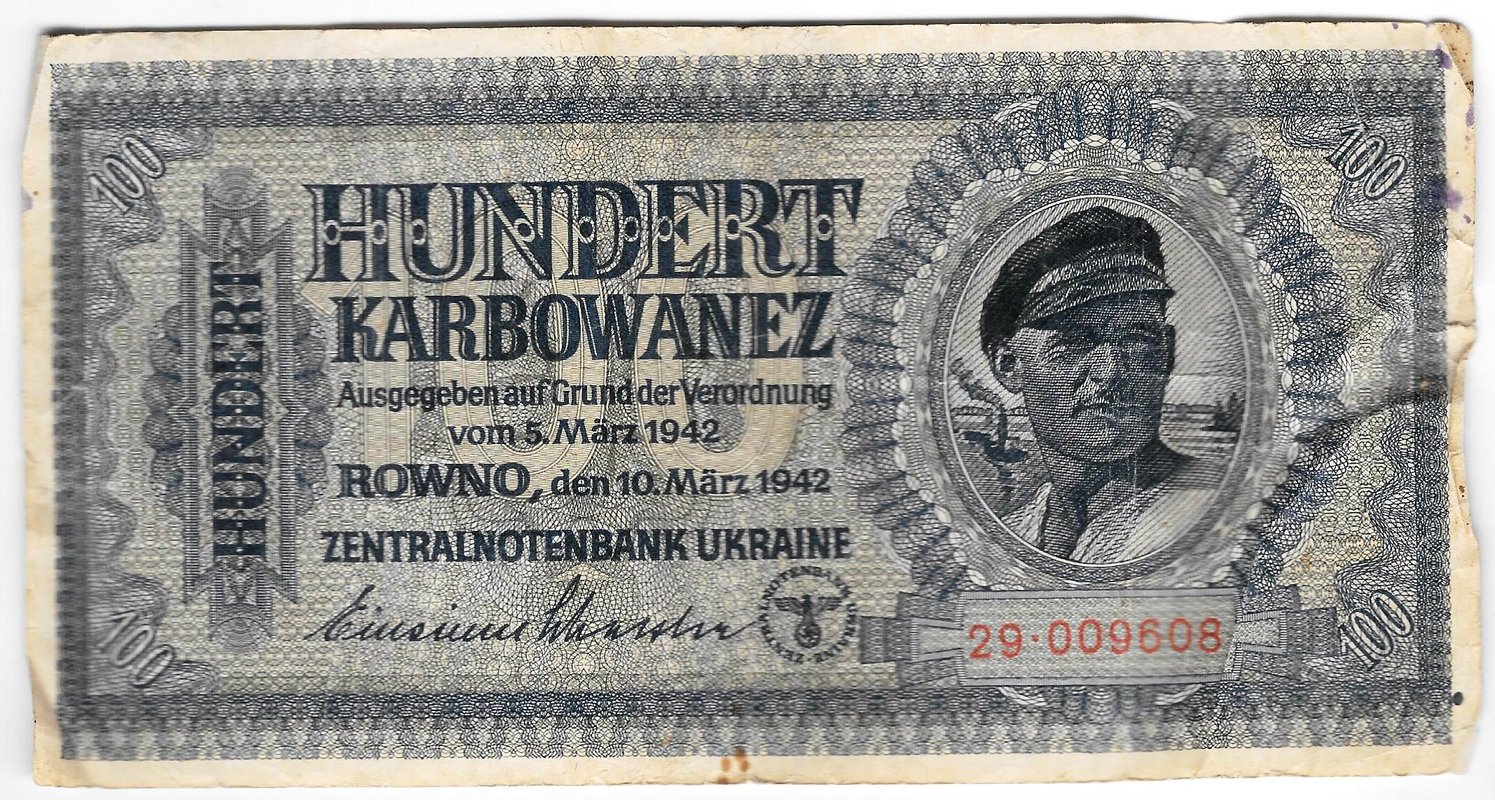 100
100
HUNDERT
HUNDERT
KARBOWANEZ
Ausgegeben auf Grund der Verordnung
vom 5. März 1942
ROWNO, den 10. März 1942
ZENTRALNOTENBANK UKRAINE
100
29·009608
100
100